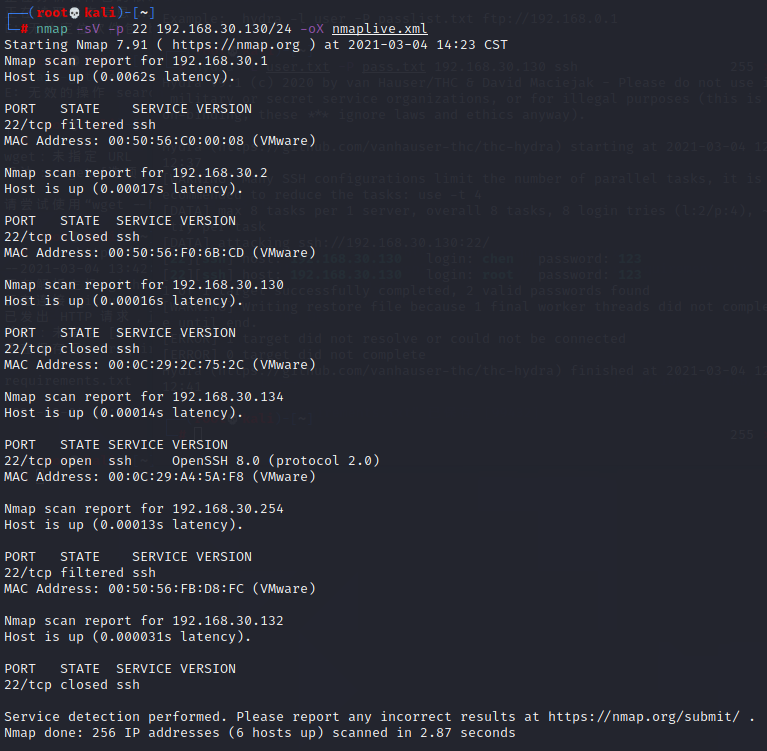 (root💀kali)-[~]
# nmap -sV -p 22 192.168.30.130/24 -oX nmaplive.xml
Starting Nmap 7.91 ( https://nmap.org ) at 2021-03-04 14:23 CST
Nmap scan report for 192.168.30.1
Host is up (0.0062s latency).

PORT   STATE    SERVICE VERSION
22/tcp filtered ssh
MAC Address: 00:50:56:C0:00:08 (VMware)

Nmap scan report for 192.168.30.2
Host is up (0.00017s latency).

PORT   STATE  SERVICE VERSION
22/tcp closed ssh
MAC Address: 00:50:56:F0:6B:CD (VMware)

Nmap scan report for 192.168.30.130
Host is up (0.00016s latency).

PORT   STATE  SERVICE VERSION
22/tcp closed ssh
MAC Address: 00:0C:29:2C:75:2C (VMware)

Nmap scan report for 192.168.30.134
Host is up (0.00014s latency).

PORT   STATE SERVICE VERSION
22/tcp open  ssh     OpenSSH 8.0 (protocol 2.0)
MAC Address: 00:0C:29:A4:5A:F8 (VMware)

Nmap scan report for 192.168.30.254
Host is up (0.00013s latency).

PORT   STATE    SERVICE VERSION
22/tcp filtered ssh
MAC Address: 00:50:56:FB:D8:FC (VMware)

Nmap scan report for 192.168.30.132
Host is up (0.000031s latency).

PORT   STATE  SERVICE VERSION
22/tcp closed ssh

Service detection performed. Please report any incorrect results at https://nmap.org/submit/ .
Nmap done: 256 IP addresses (6 hosts up) scanned in 2.87 seconds